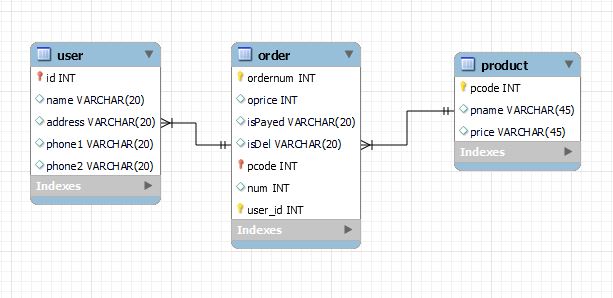 user
id INT
name VARCHAR(20)
address VARCHAR(20)
phone1 VARCHAR(20)
phone2 VARCHAR(20)
Indexes
order
ordernum INT
oprice INT
isPayed VARCHAR(20)
isDel VARCHAR(20)
pcode INT
num INT
user_id INT
Indexes
product
pcode INT
pname VARCHAR(45)
price VARCHAR(45)
Indexes